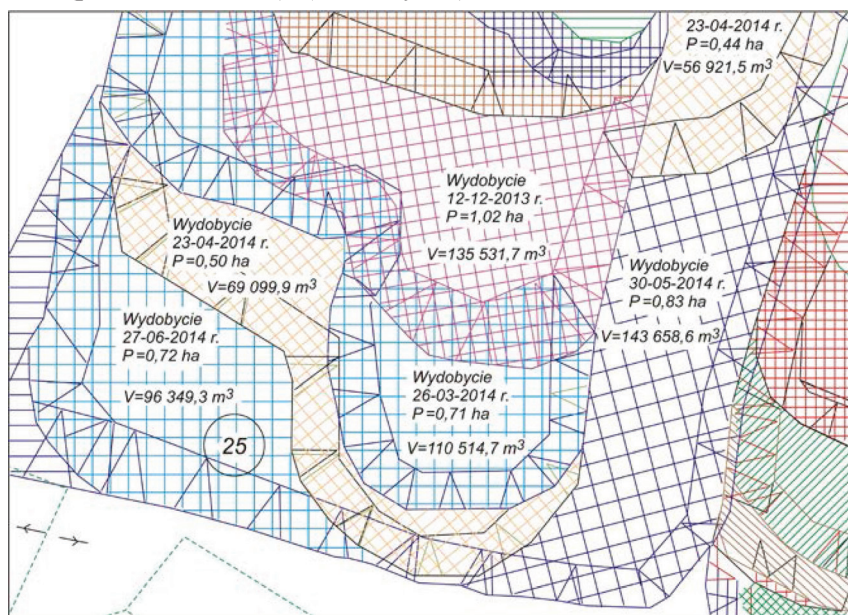 23-04-2014 r.
P=0,44 ha
V=56 921,5 m³
Wydobycie
12-12-2013 r.
P=1,02 ha
V=135 531,7 m³
Wydobycie
23-04-2014 r.
P=0,50 ha
V=69 099,9 m³
Wydobycie
30-05-2014 r.
P=0,83 ha
V=143 658,6 m³
Wydobycie
27-06-2014 r.
P=0,72 ha
V=96 349,3 m³
Wydobycie
26-03-2014 r.
P=0,71 ha
V=110 514,7 m³
25